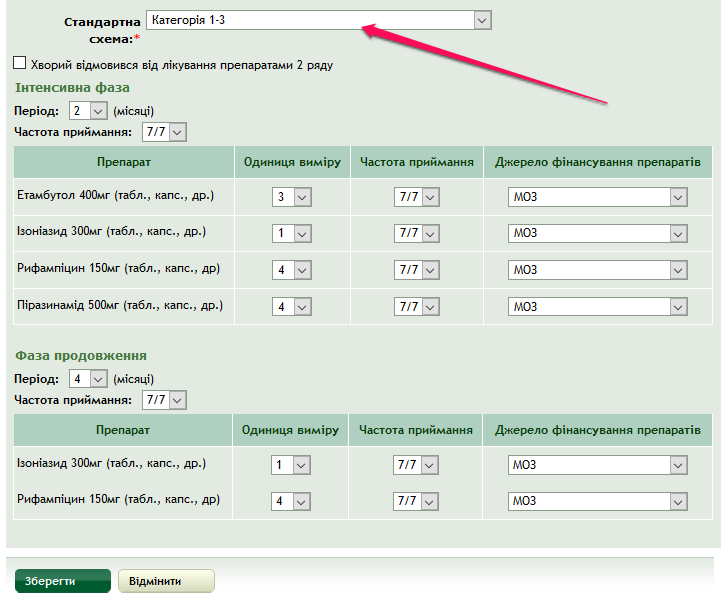 Стандартна схема:* Категорія 1-3
Хворий відмовився від лікування препаратами 2 ряду
Інтенсивна фаза
Період: 2 (місяці)
Частота приймання: 7/7
Препарат Одиниця виміру Частота приймання Джерело фінансування препаратів
Етамбутол 400мг (табл., капс., др.) 3 7/7 МОЗ
Ізоніазид 300мг (табл., капс., др.) 1 7/7 МОЗ
Рифампіцин 150мг (табл., капс., др) 4 7/7 МОЗ
Піразинамід 500мг (табл., капс., др.) 4 7/7 МОЗ
Фаза продовження
Період: 4 (місяці)
Частота приймання: 7/7
Препарат Одиниця виміру Частота приймання Джерело фінансування препаратів
Ізоніазид 300мг (табл., капс., др.) 1 7/7 МОЗ
Рифампіцин 150мг (табл., капс., др) 4 7/7 МОЗ
Зберегти Відмінити